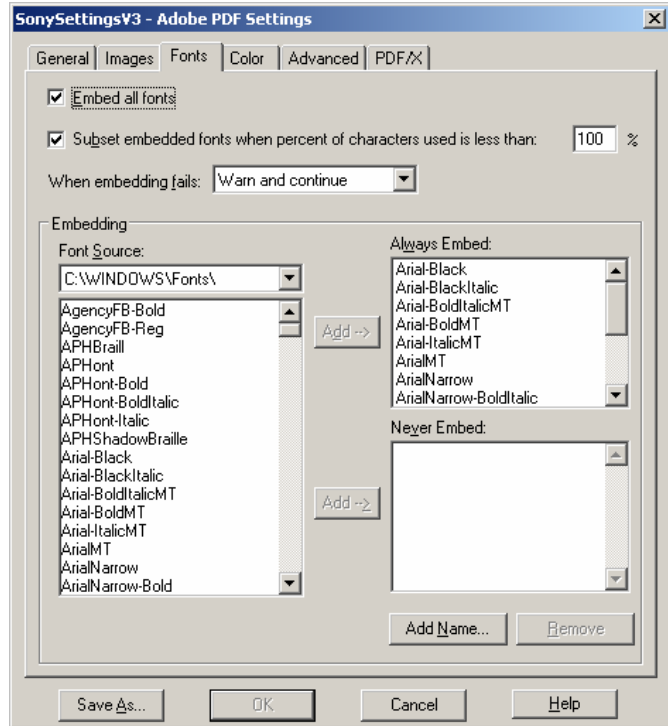 SonySettingsV3 - Adobe PDF Settings
General Images Fonts Color Advanced PDF/X
Embed all fonts
Subset embedded fonts when percent of characters used is less than: 100 %
When embedding fails: Warn and continue
Embedding
Font Source:
C:\WINDOWS\Fonts\
AgencyFB-Bold
AgencyFB-Reg
APHBraill
APHont
APHont-Bold
APHont-BoldItalic
APHont-Italic
APHShadowBraille
Arial-Black
Arial-BlackItalic
Arial-BoldItalicMT
Arial-BoldMT
Arial-ItalicMT
ArialMT
ArialNarrow
ArialNarrow-Bold
Add -->
Add -->
Always Embed:
Arial-Black
Arial-BlackItalic
Arial-BoldItalicMT
Arial-BoldMT
Arial-ItalicMT
ArialMT
ArialNarrow
ArialNarrow-BoldItalic
Never Embed:
Add Name... Remove
Save As... OK Cancel Help